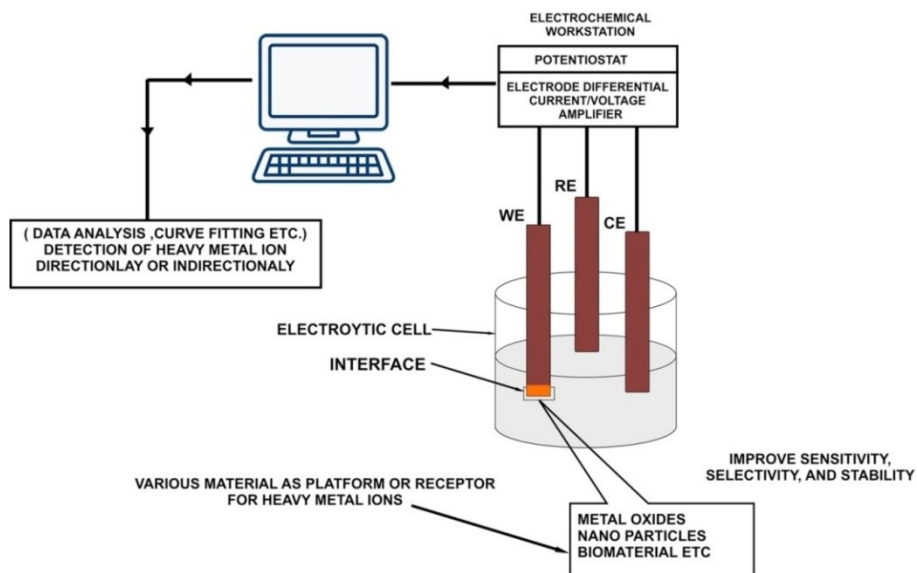 ELECTROCHEMICAL
WORKSTATION
POTENTIOSTAT
ELECTRODE DIFFERENTIAL
CURRENT/VOLTAGE
AMPLIFIER
RE
WE
CE
( DATA ANALYSIS ,CURVE FITTING ETC.)
DETECTION OF HEAVY METAL ION
DIRECTIONLAY OR INDIRECTIONALY
ELECTROYTIC CELL
INTERFACE
IMPROVE SENSITIVITY,
SELECTIVITY, AND STABILITY
VARIOUS MATERIAL AS PLATFORM OR RECEPTOR
FOR HEAVY METAL IONS
METAL OXIDES
NANO PARTICLES
BIOMATERIAL ETC